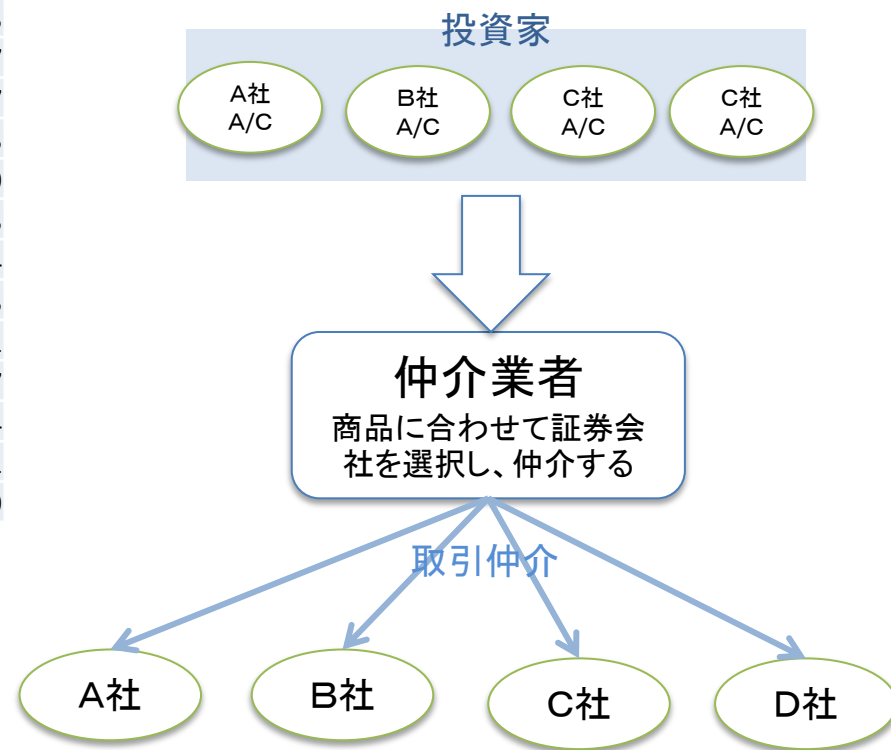 投資家
A社
A/C
B社
A/C
C社
A/C
C社
A/C
仲介業者
商品に合わせて証券会
社を選択し、仲介する
取引仲介
A社
B社
C社
D社